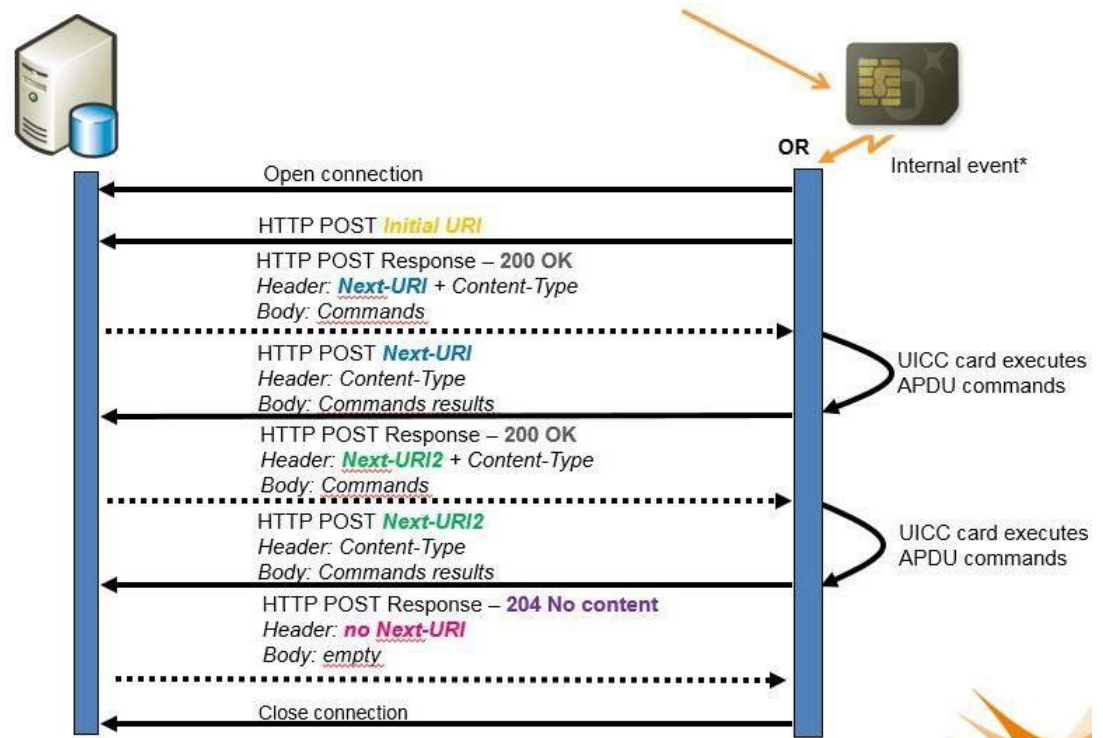 OR
Internal event*
Open connection
HTTP POST Initial URI
HTTP POST Response – 200 OK
Header: Next-URI + Content-Type
Body: Commands
HTTP POST Next-URI
Header: Content-Type
Body: Commands results
UICC card executes
APDU commands
HTTP POST Response – 200 OK
Header: Next-URI2 + Content-Type
Body: Commands
HTTP POST Next-URI2
Header: Content-Type
Body: Commands results
UICC card executes
APDU commands
HTTP POST Response – 204 No content
Header: no Next-URI
Body: empty
Close connection